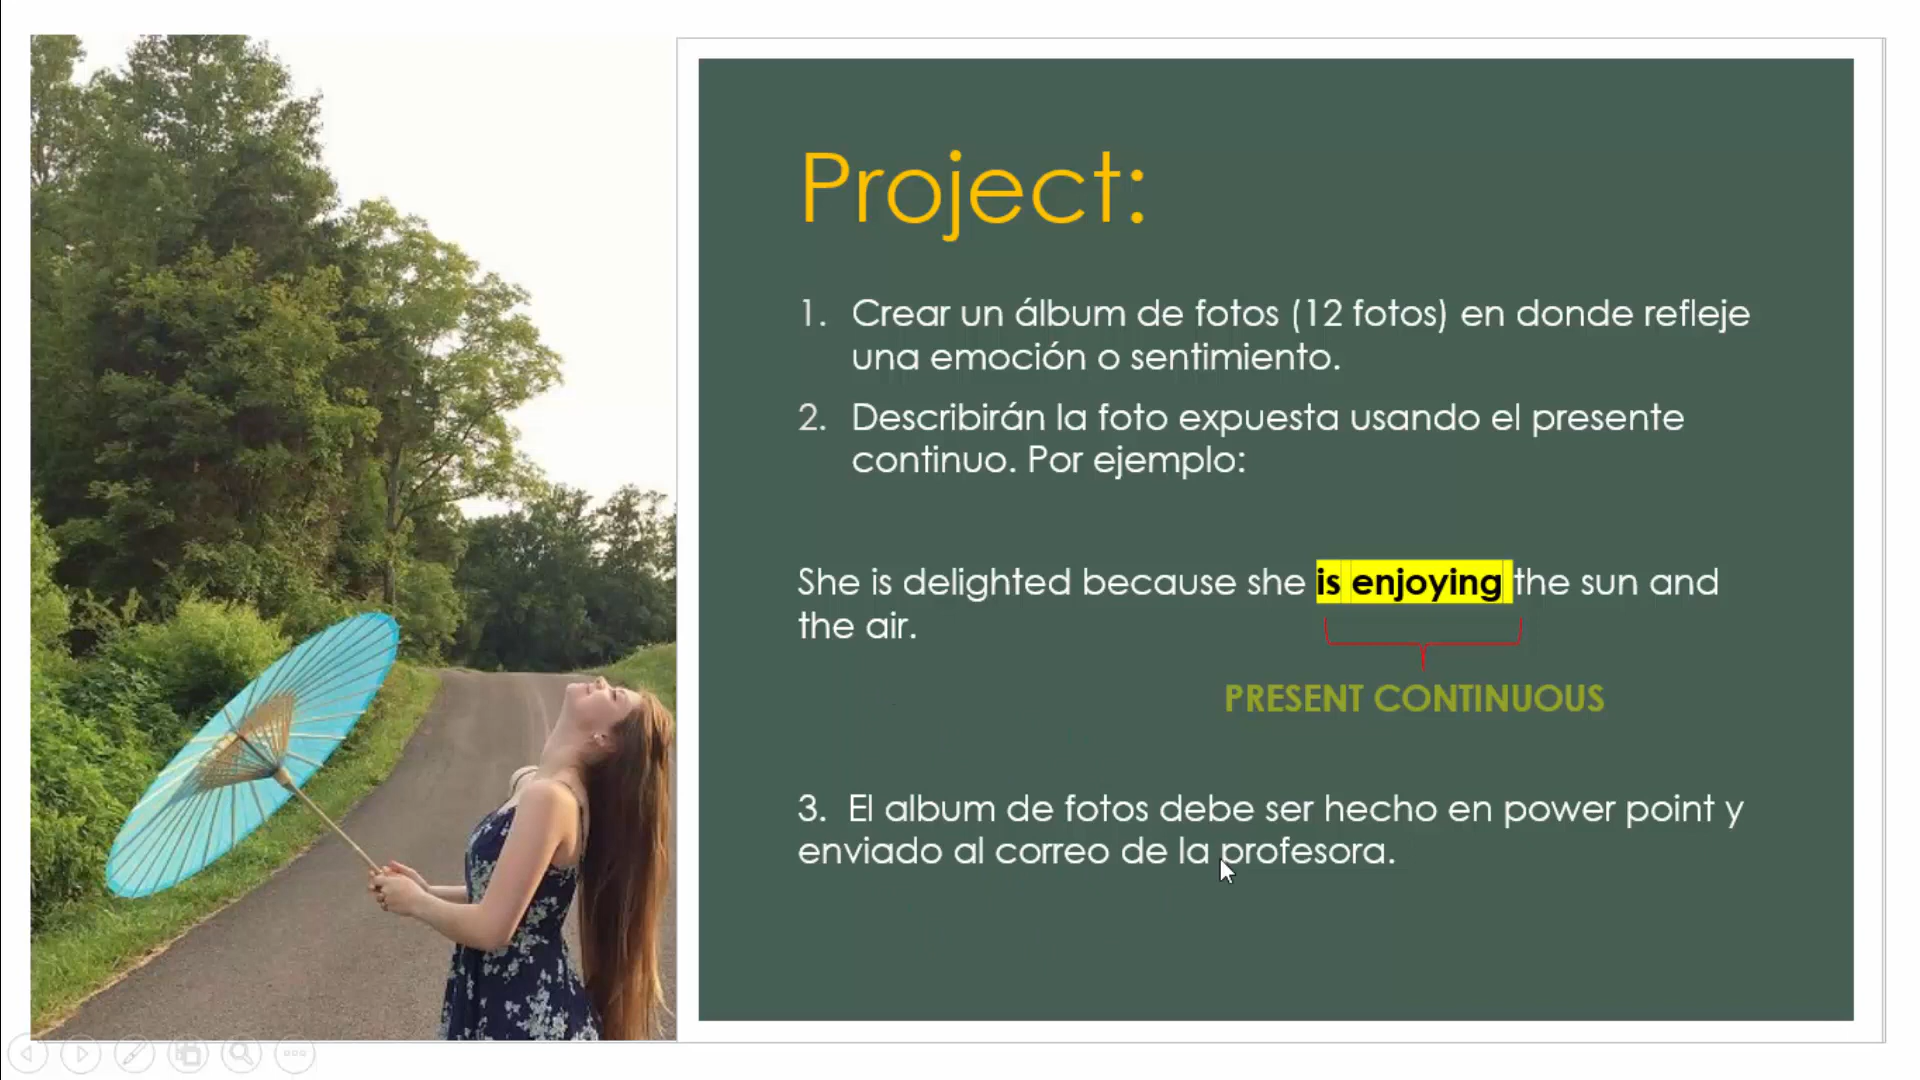 Project:
1. Crear un álbum de fotos (12 fotos) en donde refleje
una emoción o sentimiento.
2. Describirán la foto expuesta usando el presente
continuo. Por ejemplo:
She is delighted because she is enjoying the sun and
the air.
PRESENT CONTINUOUS
3. El album de fotos debe ser hecho en power point y
enviado al correo de la profesora.